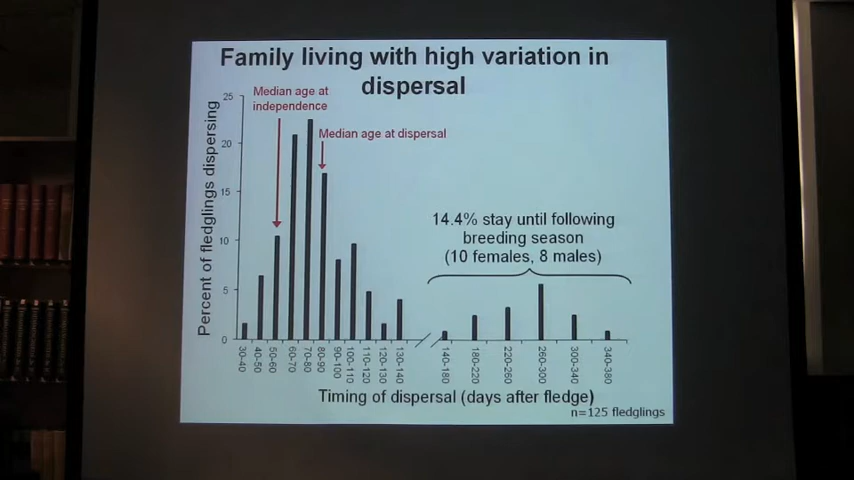 Family living with high variation in
dispersal
Median age at
independence
Median age at dispersal
Percent of fledglings dispersing
25
20
15
10
5
0
14.4% stay until following
breeding season
(10 females, 8 males)
30-40
40-50
50-60
60-70
70-80
80-90
90-100
100-110
110-120
120-130
130-140
140-180
180-220
220-260
260-300
300-340
340-380
Timing of dispersal (days after fledge)
n=125 fledglings